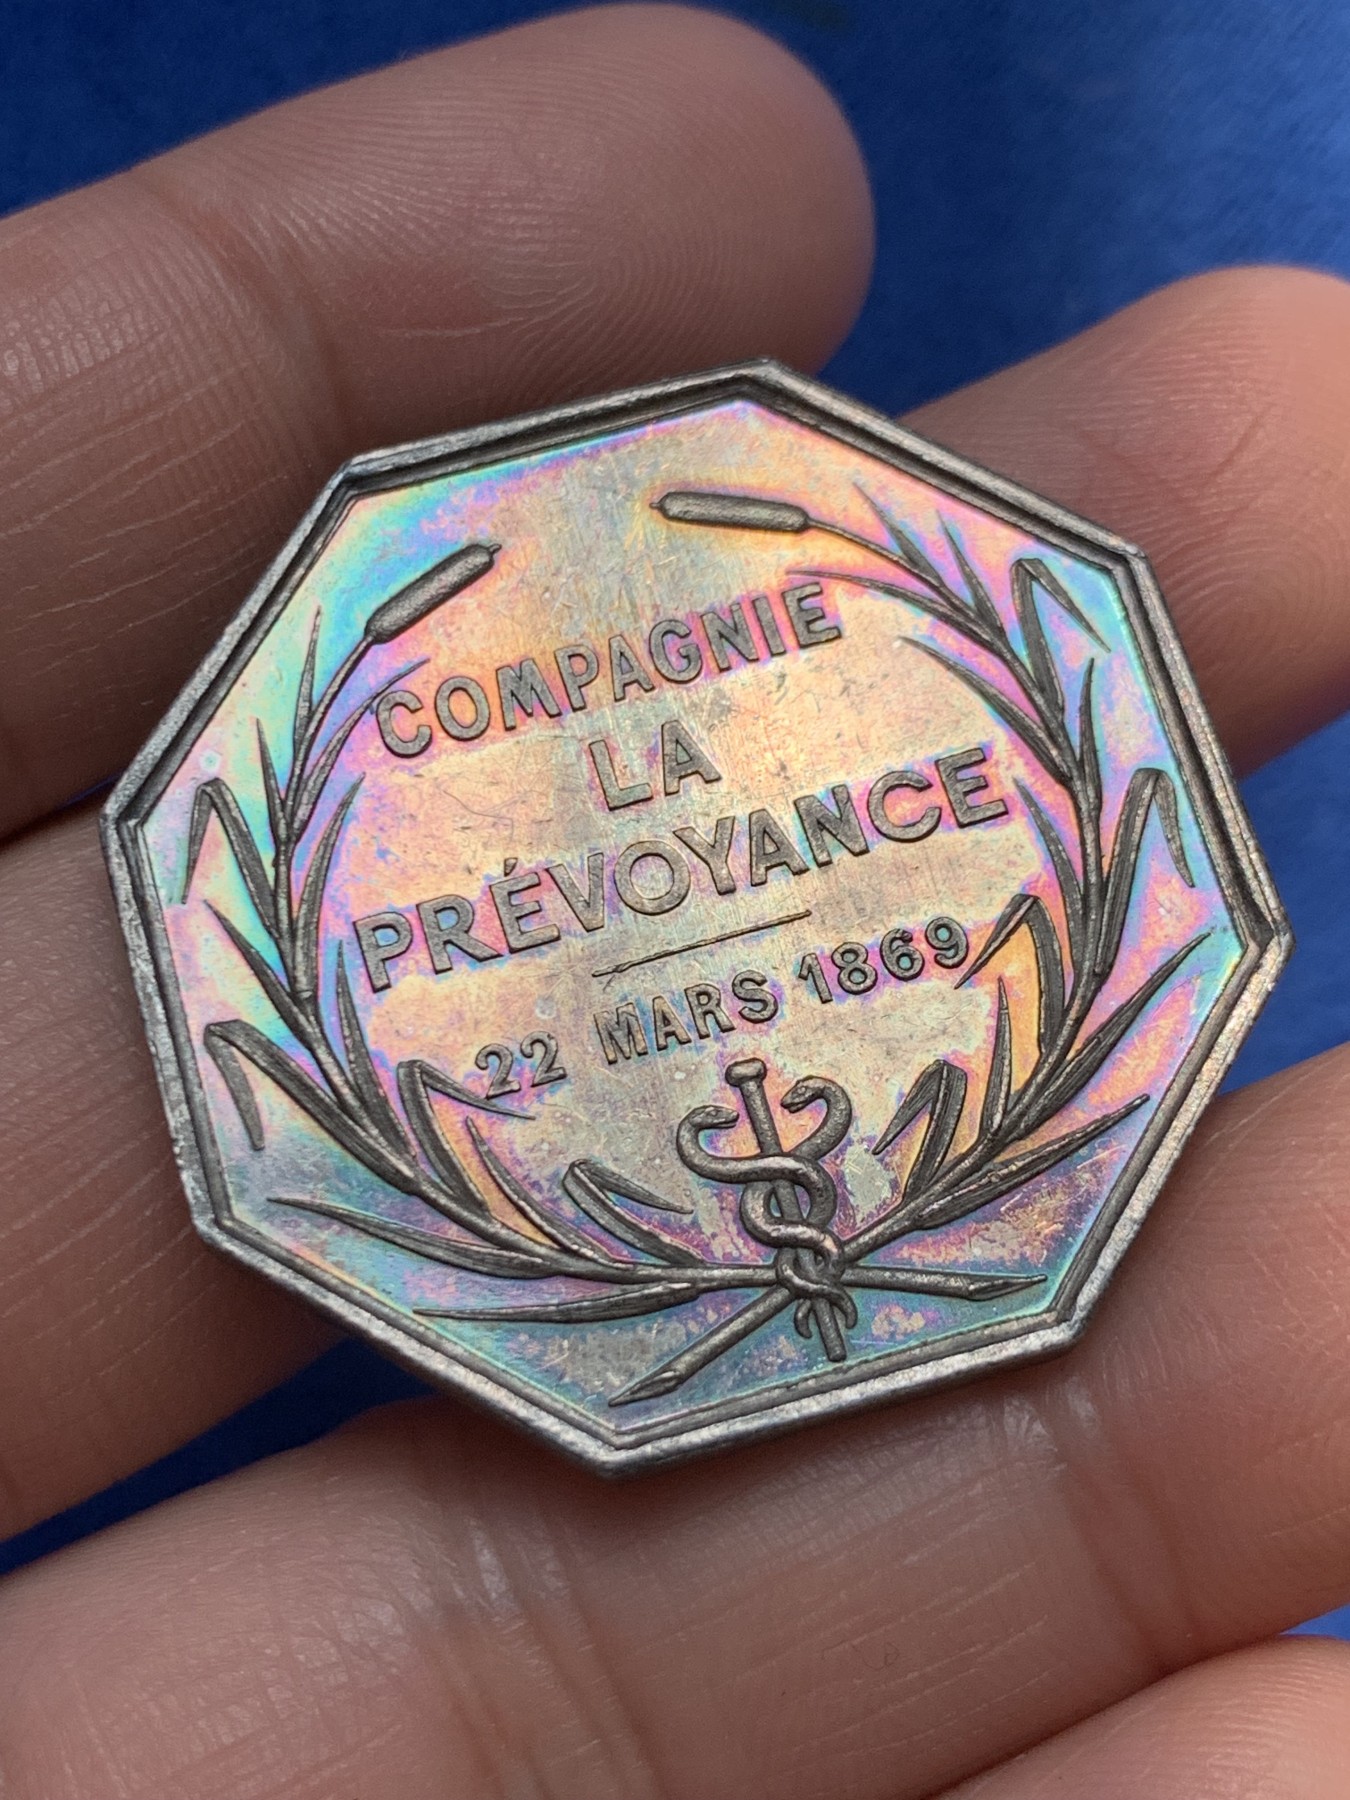 COMPAGNIE
LA
PRÉVOYANCE
22 MARS 1869